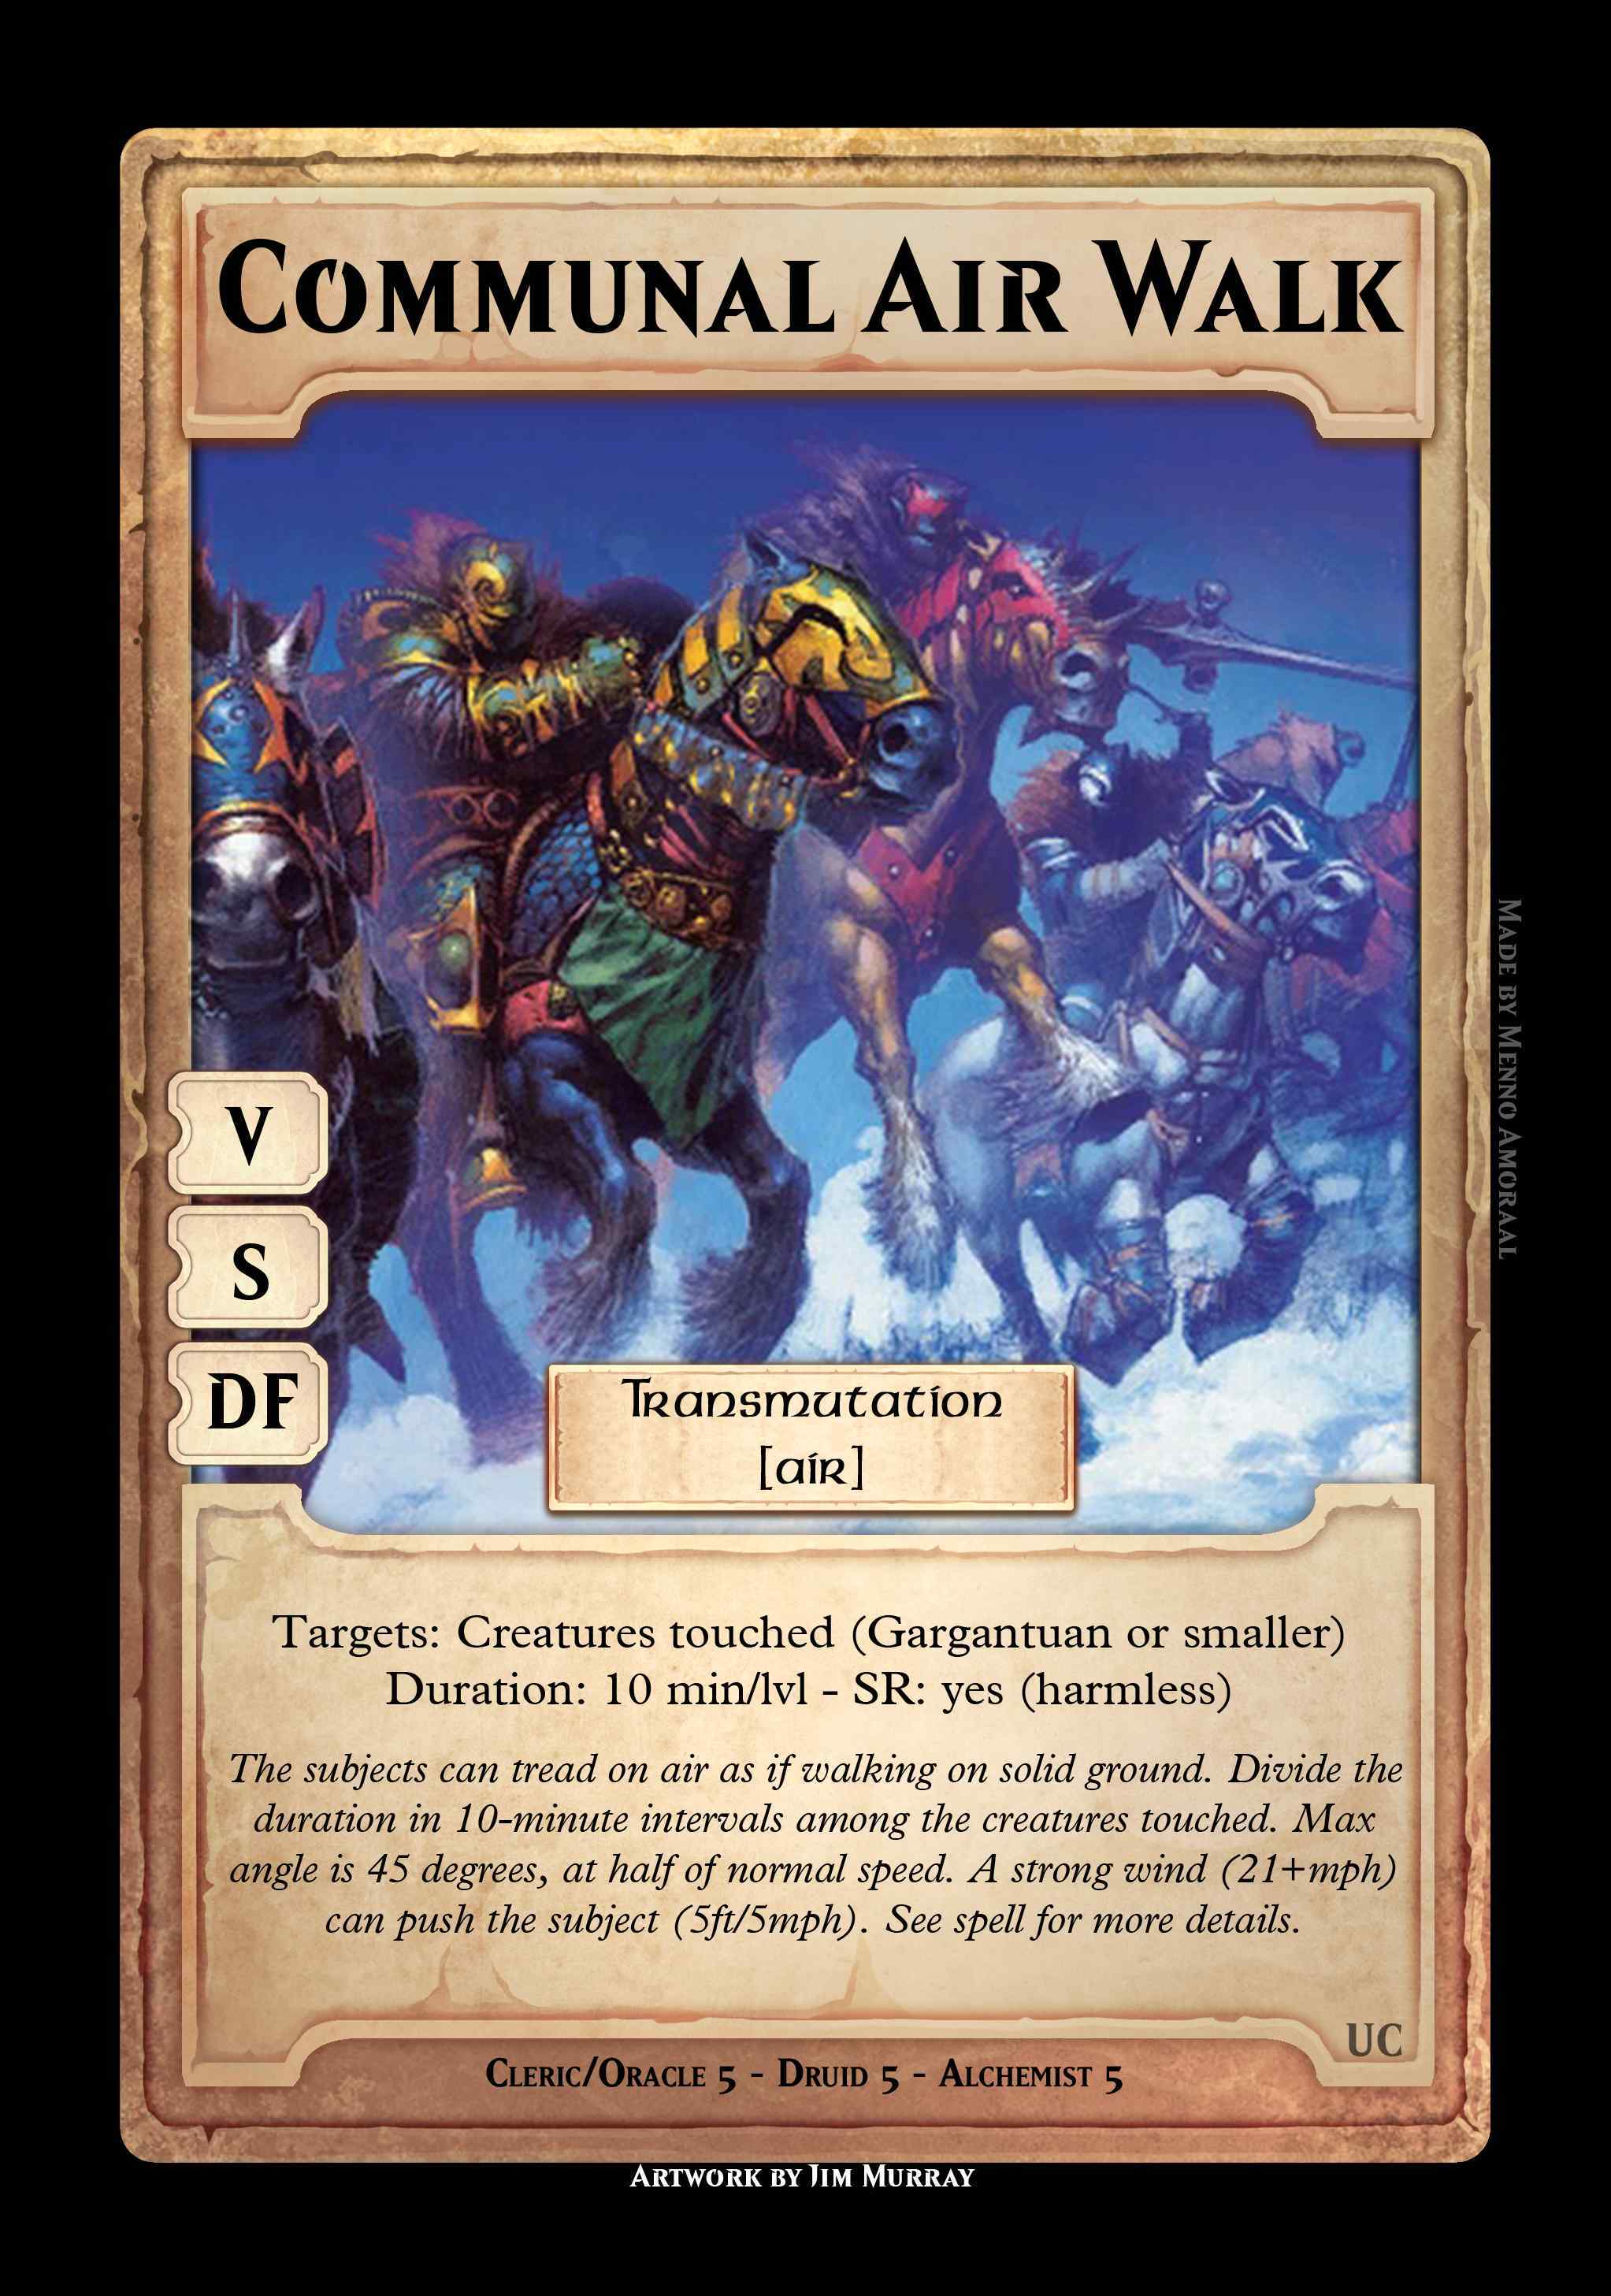 Communal Air Walk
V
S
DF
Transmutation
[air]
Targets: Creatures touched (Gargantuan or smaller)
Duration: 10 min/lvl - SR: yes (harmless)
The subjects can tread on air as if walking on solid ground. Divide the
duration in 10-minute intervals among the creatures touched. Max
angle is 45 degrees, at half of normal speed. A strong wind (21+mph)
can push the subject (5ft/5mph). See spell for more details.
UC
Cleric/Oracle 5 - Druid 5 - Alchemist 5
Artwork by Jim Murray
Made by Menno Amoraal